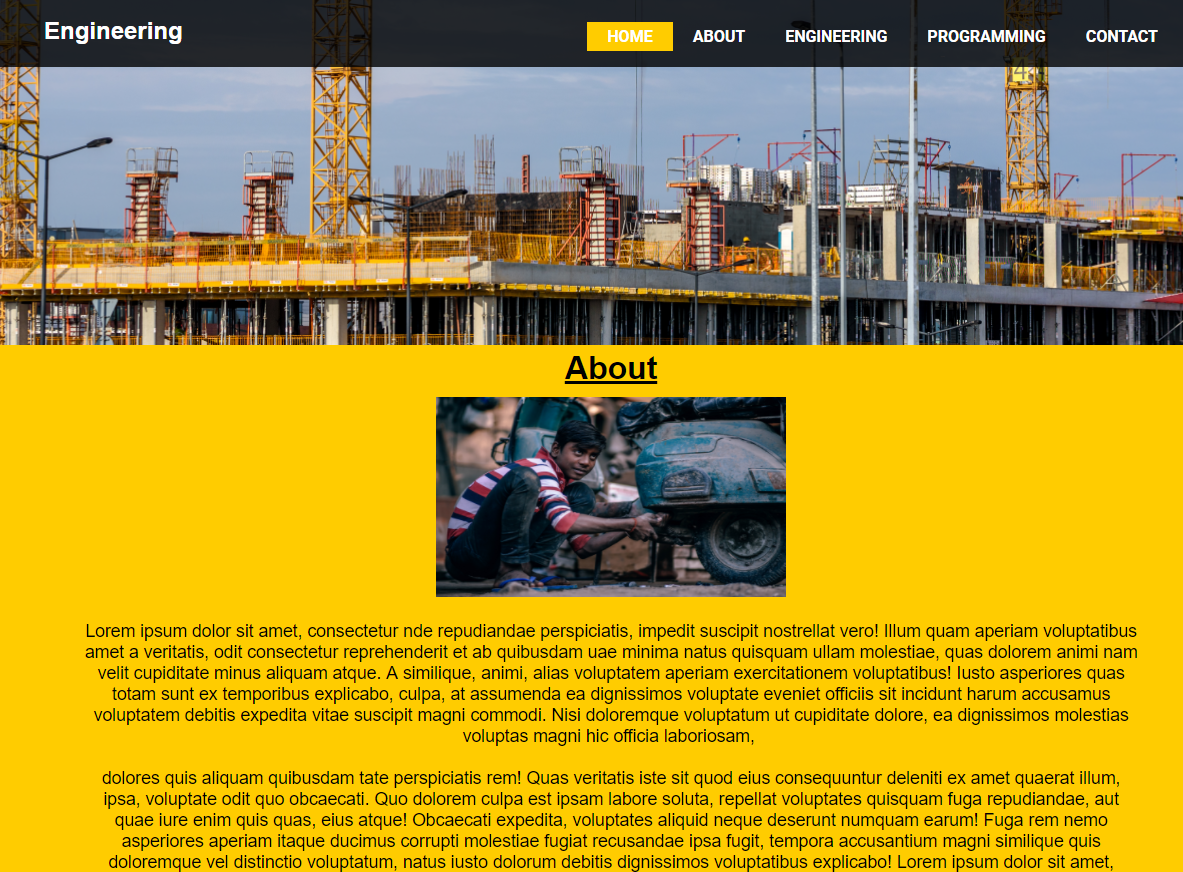 Engineering
HOME ABOUT ENGINEERING PROGRAMMING CONTACT
About
Lorem ipsum dolor sit amet, consectetur nde repudiandae perspiciatis, impedit suscipit nostrellat vero! Illum quam aperiam voluptatibus
amet a veritatis, odit consectetur reprehenderit et ab quibusdam uae minima natus quisquam ullam molestiae, quas dolorem animi nam
velit cupiditate minus aliquam atque. A similique, animi, alias voluptatem aperiam exercitationem voluptatibus! Iusto asperiores quas
totam sunt ex temporibus explicabo, culpa, at assumenda ea dignissimos voluptate eveniet officiis sit incidunt harum accusamus
voluptatem debitis expedita vitae suscipit magni commodi. Nisi doloremque voluptatum ut cupiditate dolore, ea dignissimos molestias
voluptas magni hic officia laboriosam,
dolores quis aliquam quibusdam tate perspiciatis rem! Quas veritatis iste sit quod eius consequuntur deleniti ex amet quaerat illum,
ipsa, voluptate odit quo obcaecati. Quo dolorem culpa est ipsam labore soluta, repellat voluptates quisquam fuga repudiandae, aut
quae iure enim quis quas, eius atque! Obcaecati expedita, voluptates aliquid neque deserunt numquam earum! Fuga rem nemo
asperiores aperiam itaque ducimus corrupti molestiae fugiat recusandae ipsa fugit, tempora accusantium magni similique quis
doloremque vel distinctio voluptatum, natus iusto dolorum debitis dignissimos voluptatibus explicabo! Lorem ipsum dolor sit amet,